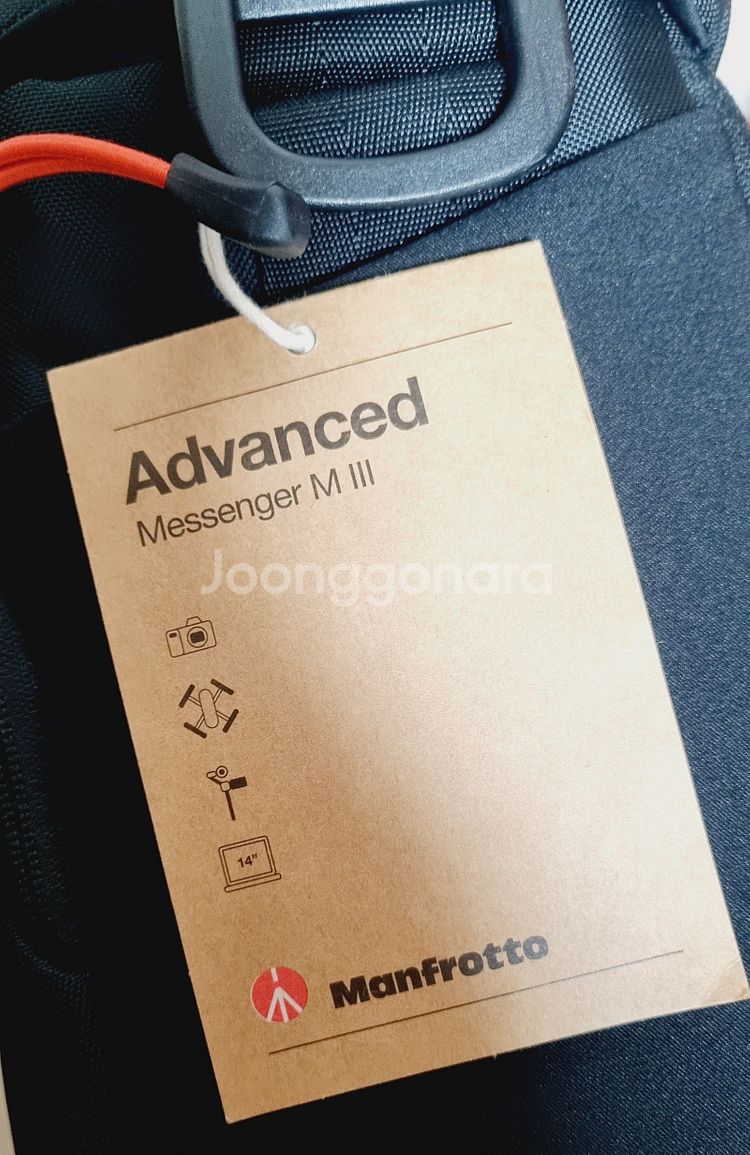 Advanced
Messenger M III
Joonggonara
14"
Manfrotto